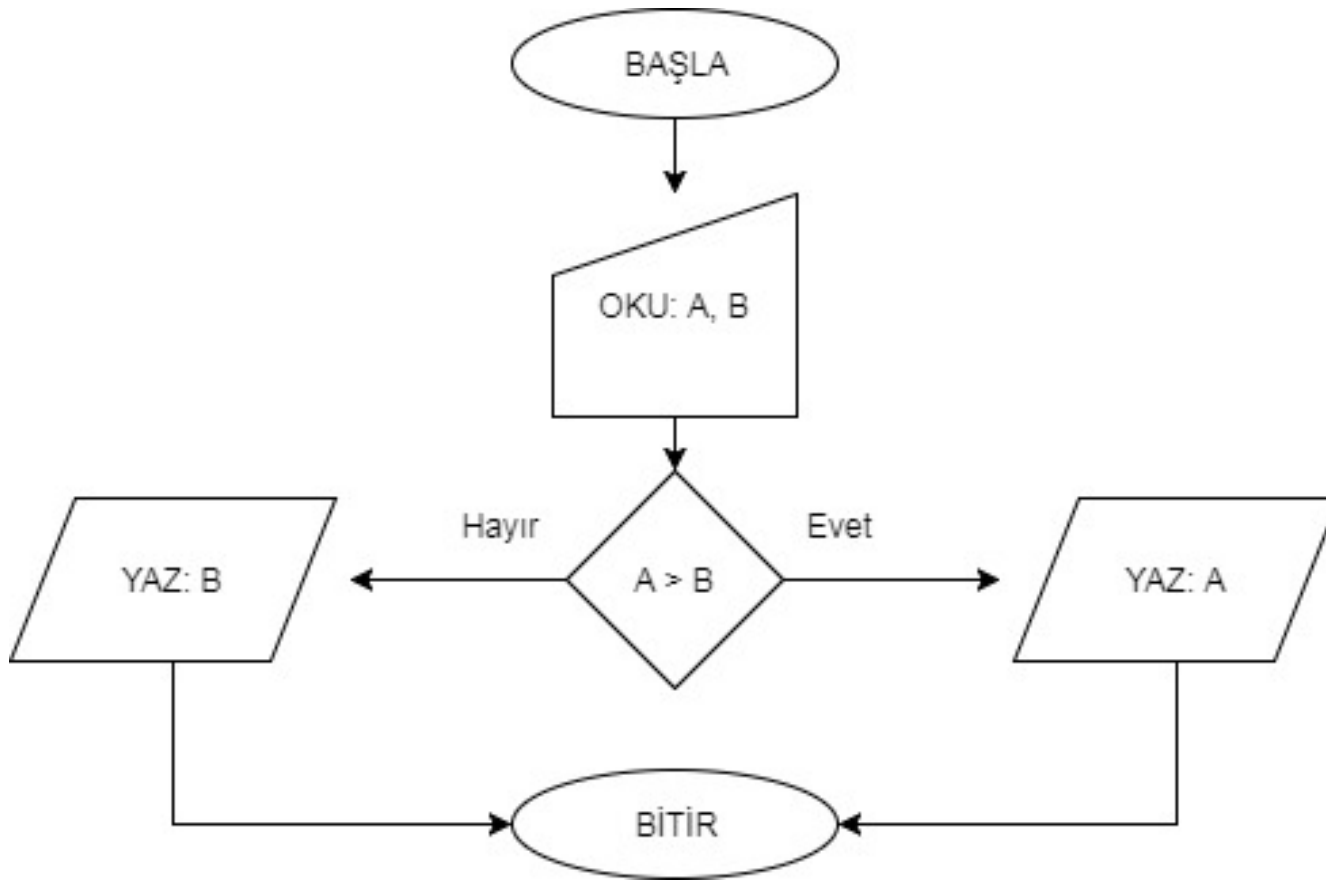 BAŞLA
OKU: A, B
Hayır
Evet
YAZ: B
A > B
YAZ: A
BİTİR